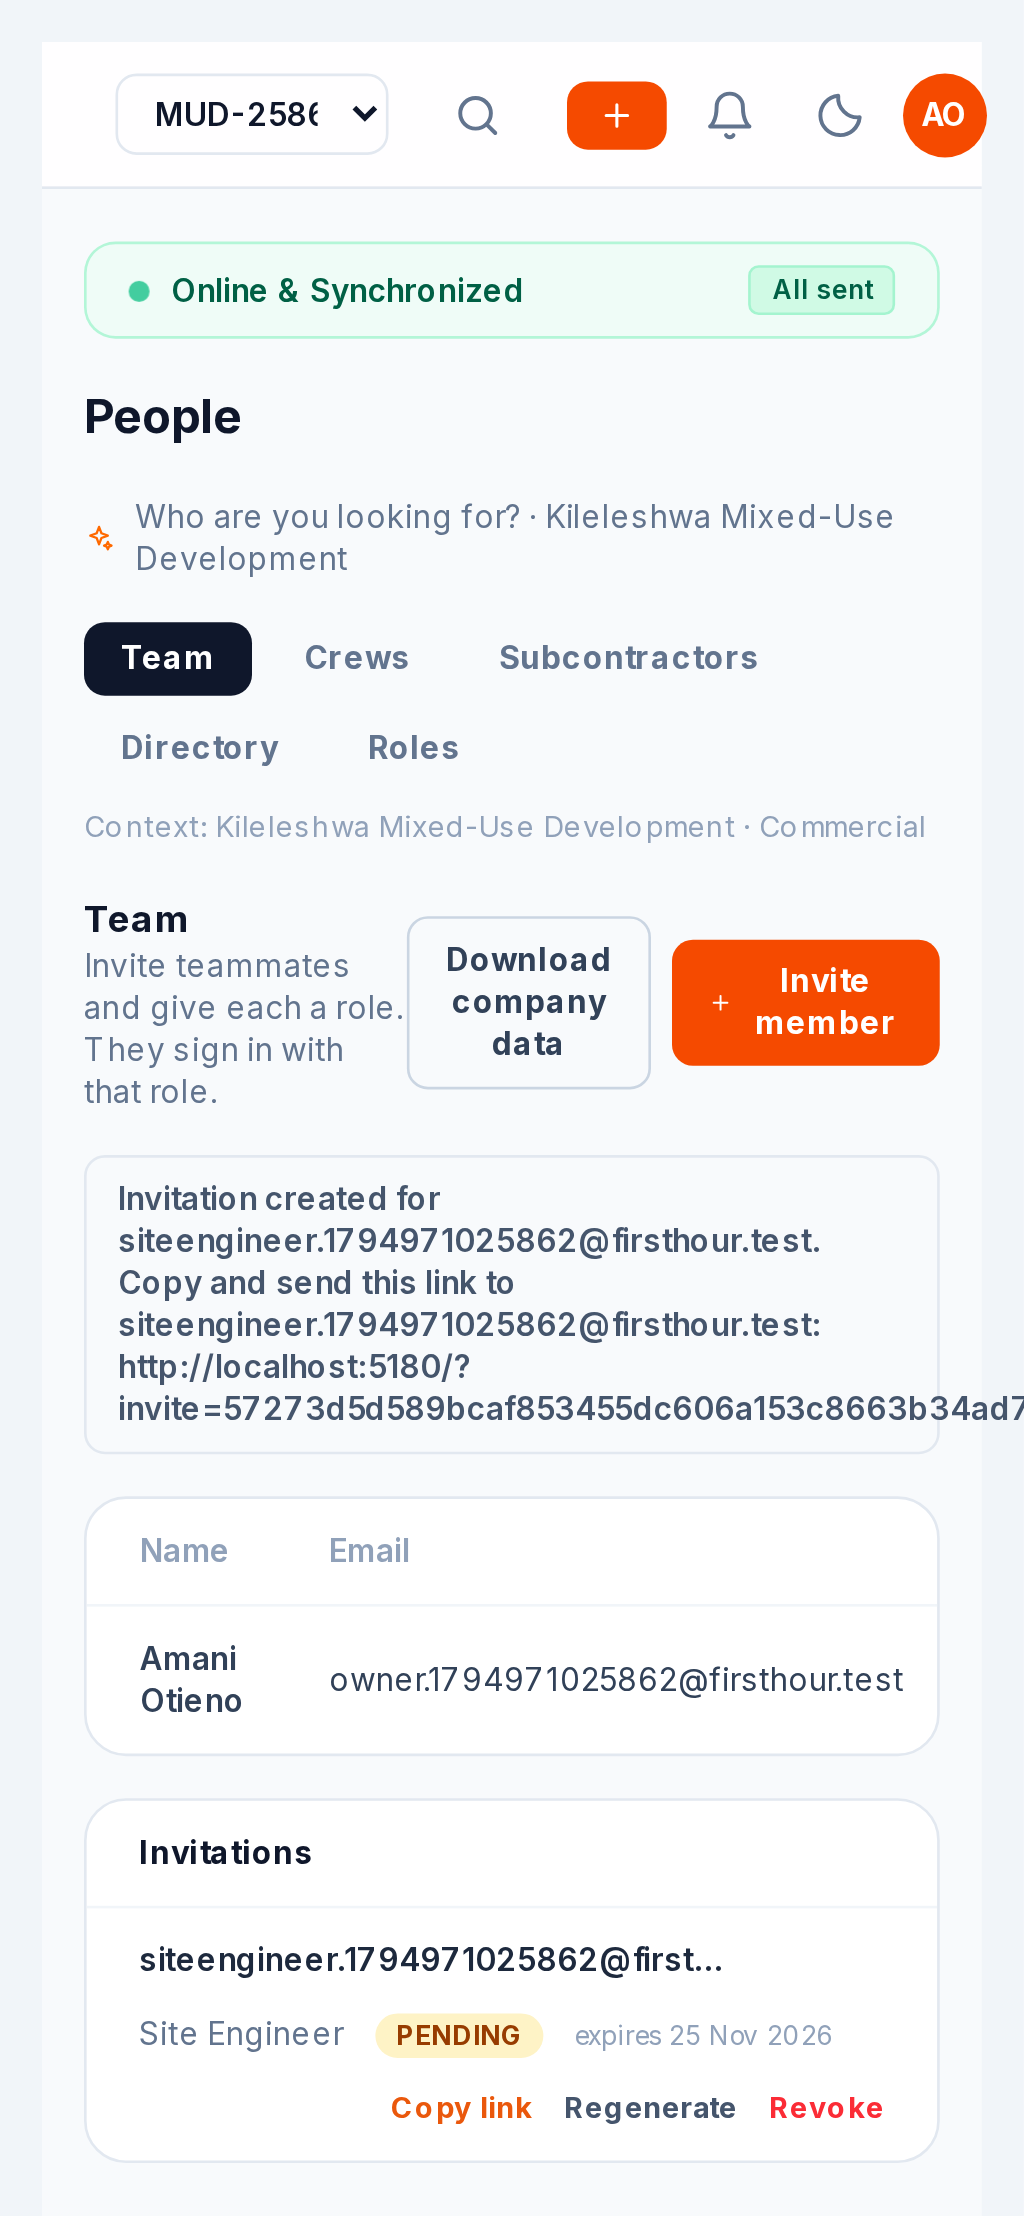 MUD-2586
AO
Online & Synchronized
All sent
People
Who are you looking for? · Kileleshwa Mixed-Use
Development
Team
Crews
Subcontractors
Directory
Roles
Context: Kileleshwa Mixed-Use Development · Commercial
Team
Invite teammates
and give each a role.
They sign in with
that role.
Download
company
data
+ Invite
member
Invitation created for
siteengineer.1794971025862@firsthour.test.
Copy and send this link to
siteengineer.1794971025862@firsthour.test:
http://localhost:5180/?
invite=57273d5d589bcaf853455dc606a153c8663b34ad7
Name
Email
Amani
Otieno
owner.1794971025862@firsthour.test
Invitations
siteengineer.1794971025862@first...
Site Engineer
PENDING
expires 25 Nov 2026
Copy link
Regenerate
Revoke